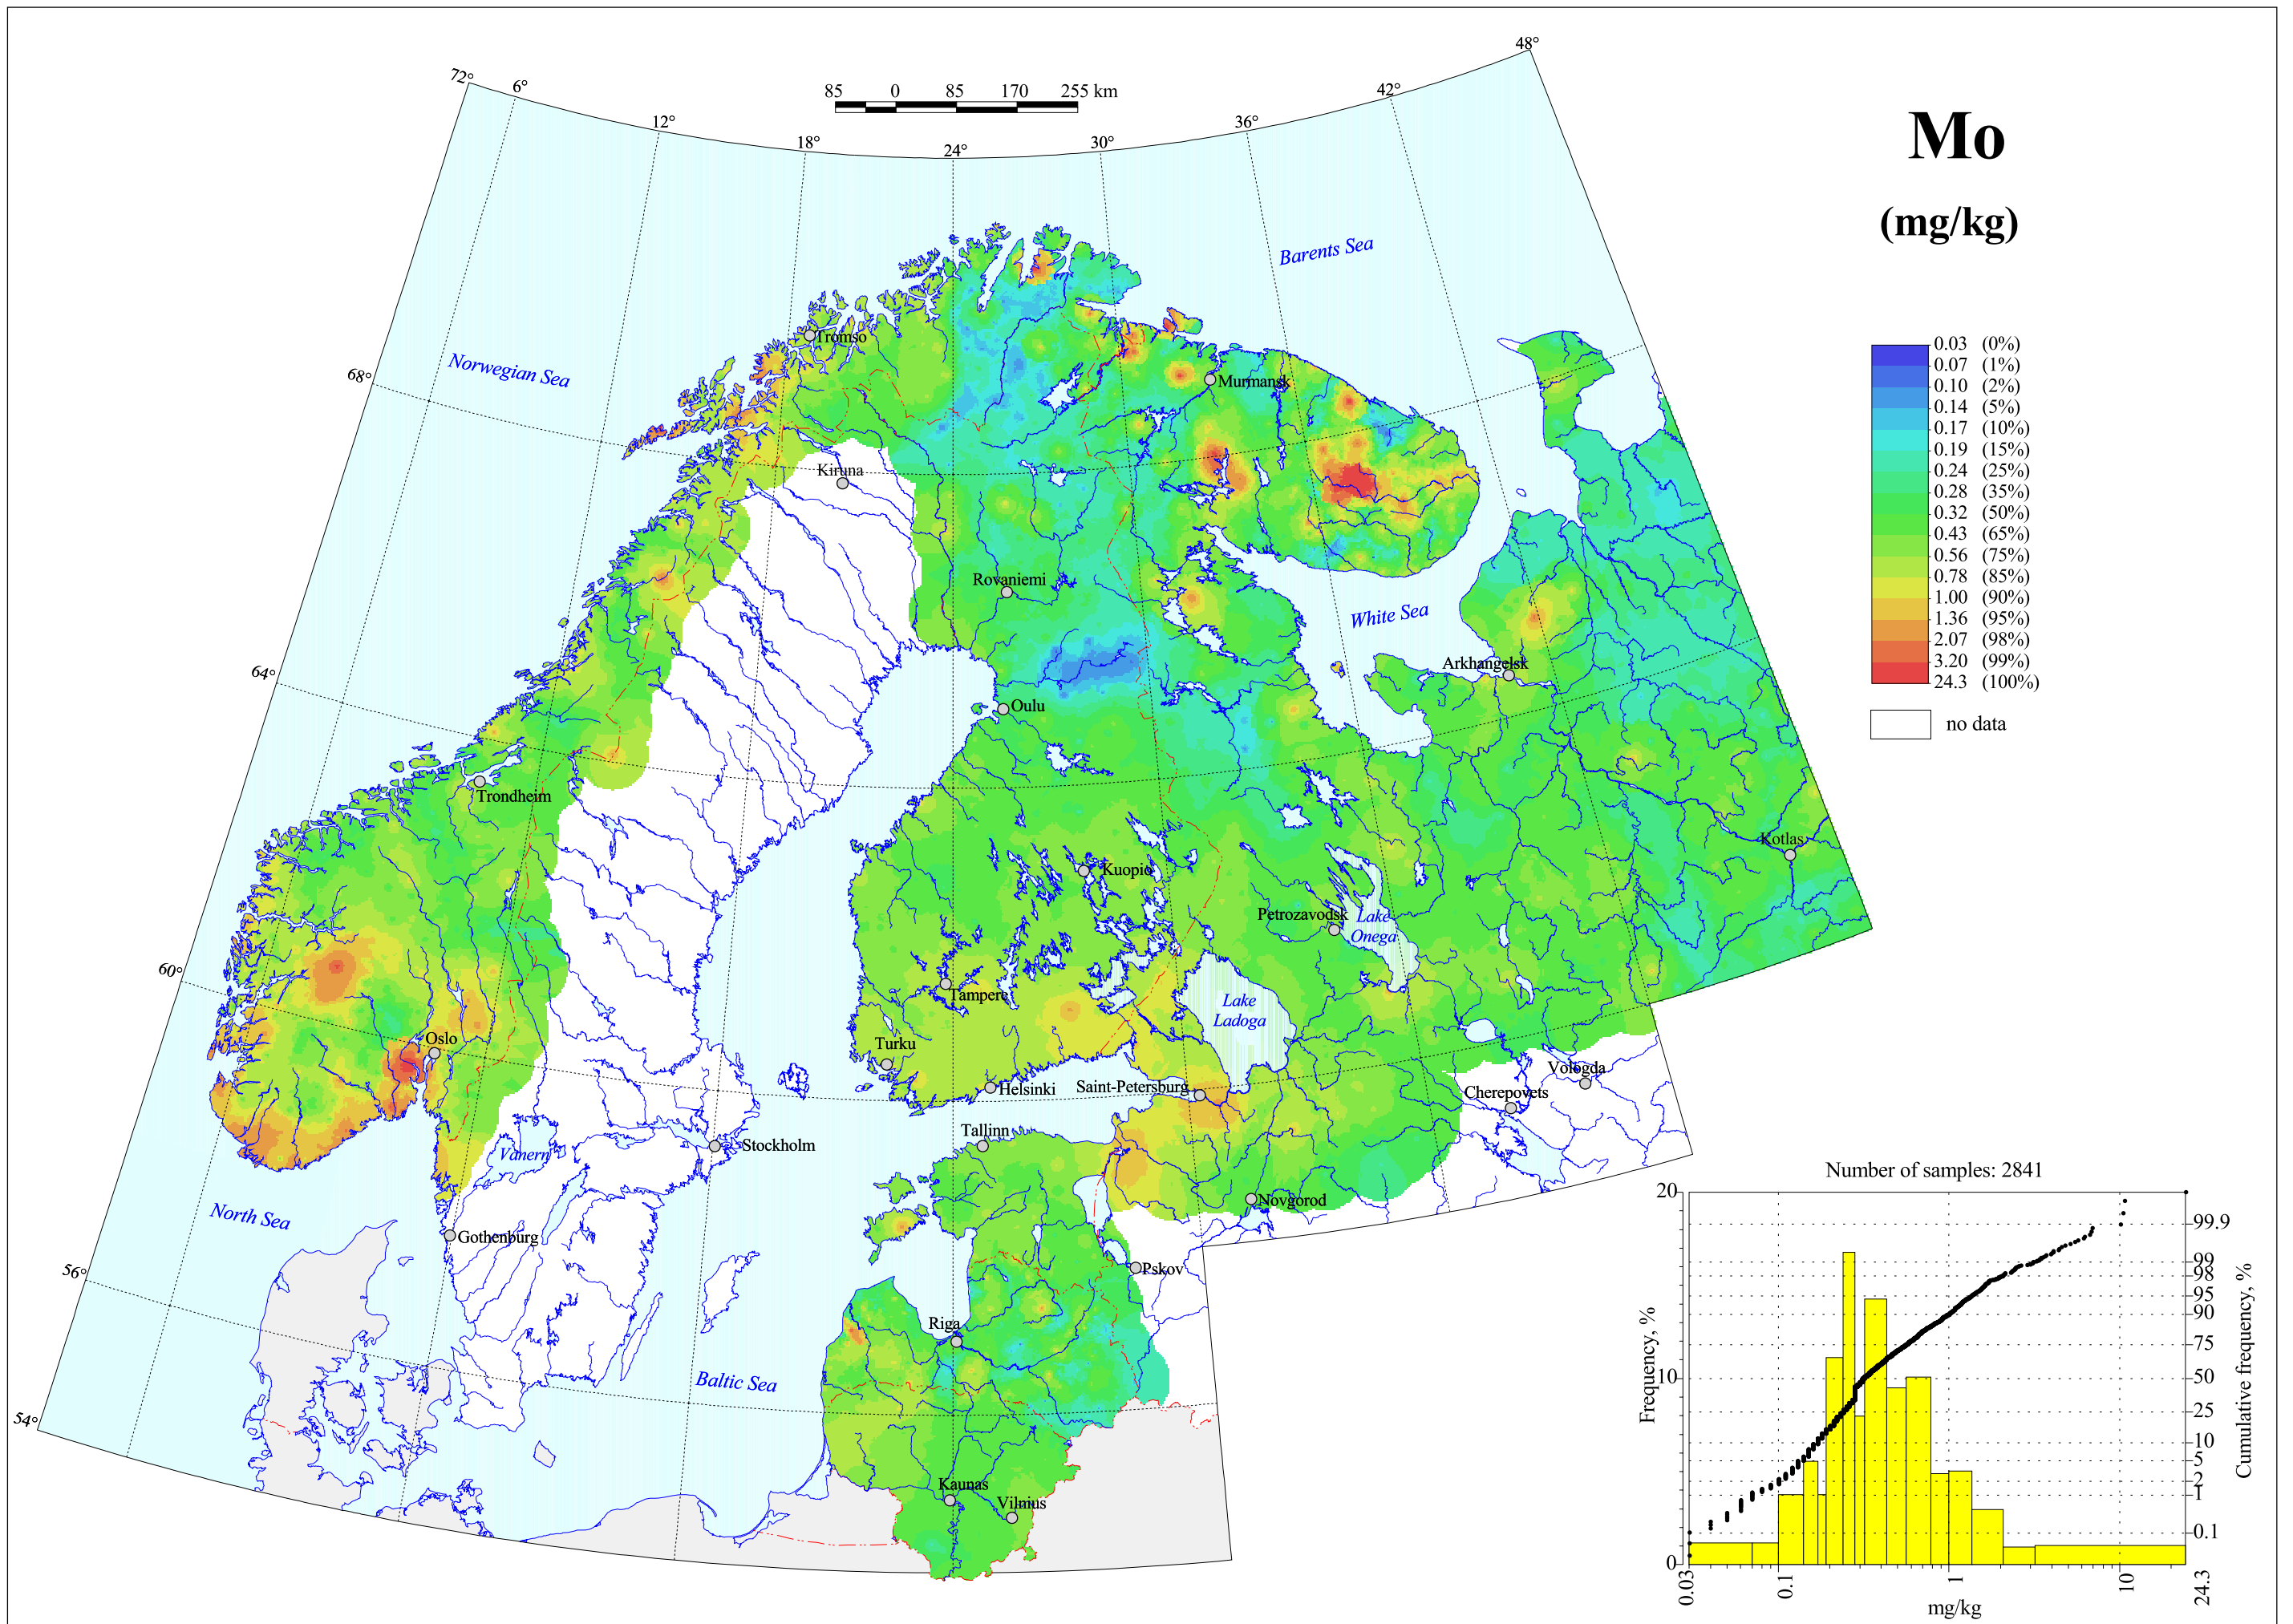 48°
72°
6°
42°
85 0 85 170 255 km
12°
36°
18°
30°
24°
Mo
(mg/kg)
Barents Sea
Tromso
Norwegian Sea
68°
Murmansk
0.03 (0%)
0.07 (1%)
0.10 (2%)
0.14 (5%)
0.17 (10%)
0.19 (15%)
0.24 (25%)
0.28 (35%)
0.32 (50%)
0.43 (65%)
0.56 (75%)
0.78 (85%)
1.00 (90%)
1.36 (95%)
2.07 (98%)
3.20 (99%)
24.3 (100%)
no data
Kiruna
Rovaniemi
White Sea
Arkhangelsk
64°
Oulu
Trondheim
Kotlas
Kuopio
Petrozavodsk
Lake
Onega
60°
Tampere
Lake
Ladoga
Oslo
Turku
Vologda
Helsinki
Saint-Petersburg
Cherepovets
Tallinn
Stockholm
Vanern
Novgorod
North Sea
Gothenburg
Pskov
56°
Riga
Baltic Sea
54°
Kaunas
Vilnius
Number of samples: 2841
20
10
0
Frequency, %
99.9
99
98
95
90
75
50
25
10
5
2
1
0.1
Cumulative frequency, %
0.03
0.1
1
10
24.3
mg/kg